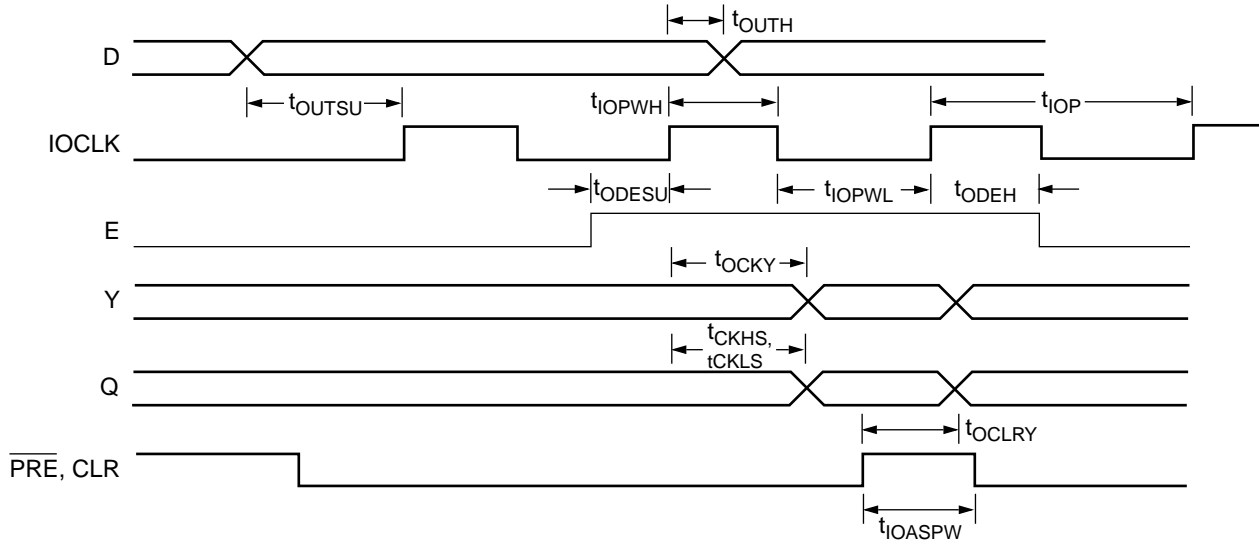 tOUTH
D
tOUTSU
tIOPWH
tIOP
IOCLK
tODESU
tIOPWL
tODEH
E
tOCKY
Y
tCKHS,
tCKLS
Q
tOCLRY
PRE, CLR
tIOASPW